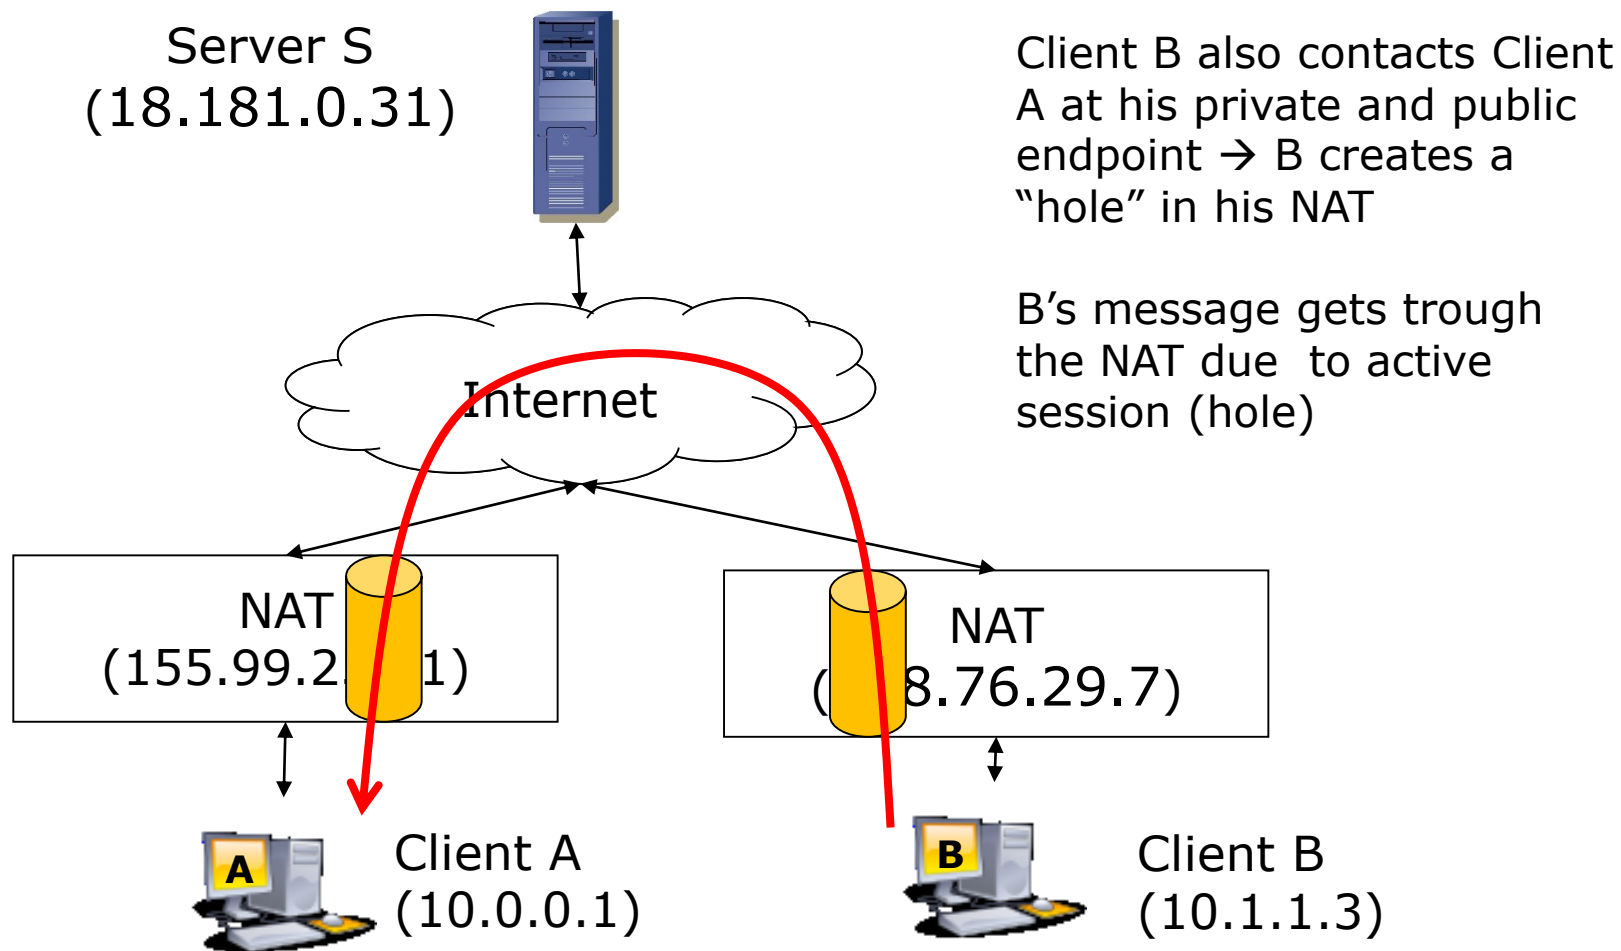 Server S
(18.181.0.31)
Client B also contacts Client
A at his private and public
endpoint → B creates a
“hole” in his NAT
B’s message gets trough
the NAT due  to active
session (hole)
Internet
NAT
(155.99.2 1)
NAT
( 8.76.29.7)
A
Client A
(10.0.0.1)
B
Client B
(10.1.1.3)